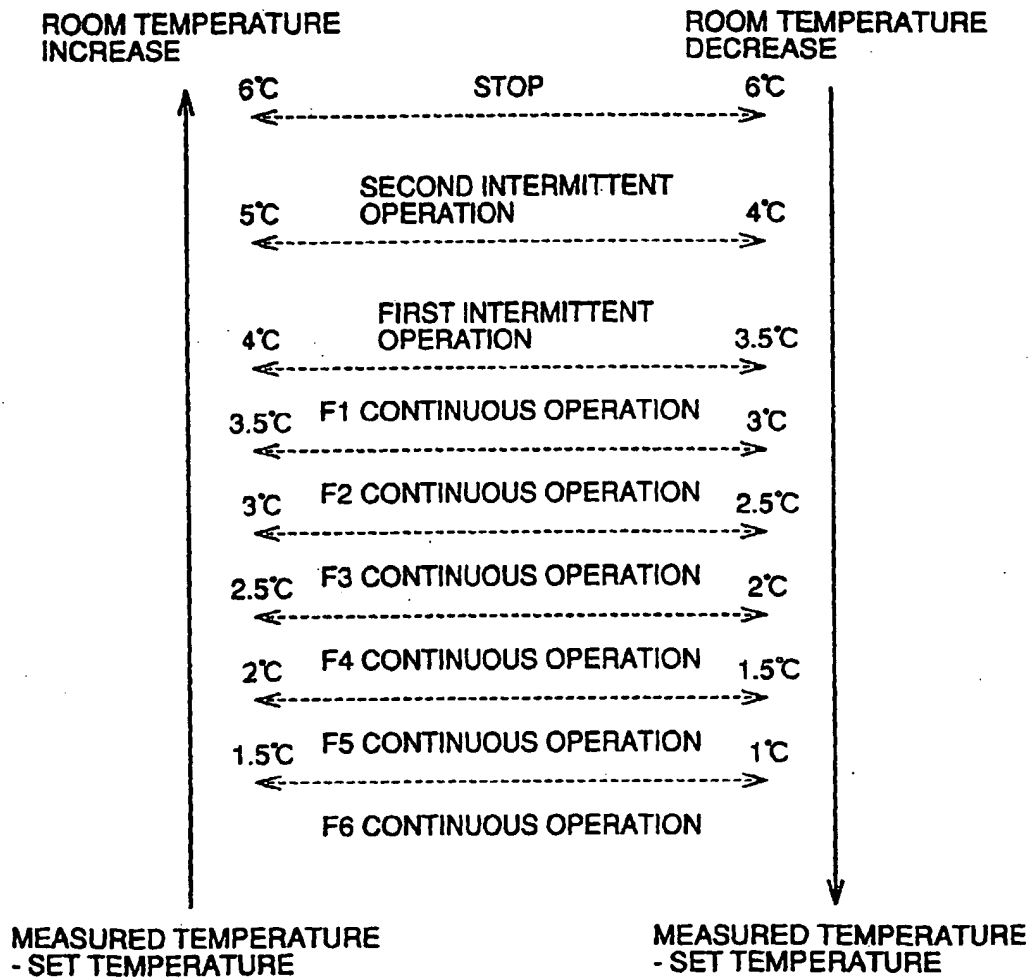 ROOM TEMPERATURE
INCREASE
ROOM TEMPERATURE
DECREASE
6℃ STOP 6℃
SECOND INTERMITTENT
5℃ OPERATION 4℃
FIRST INTERMITTENT
4℃ OPERATION 3.5℃
3.5℃ F1 CONTINUOUS OPERATION 3℃
3℃ F2 CONTINUOUS OPERATION 2.5℃
2.5℃ F3 CONTINUOUS OPERATION 2℃
2℃ F4 CONTINUOUS OPERATION 1.5℃
1.5℃ F5 CONTINUOUS OPERATION 1℃
F6 CONTINUOUS OPERATION
MEASURED TEMPERATURE
- SET TEMPERATURE
MEASURED TEMPERATURE
- SET TEMPERATURE